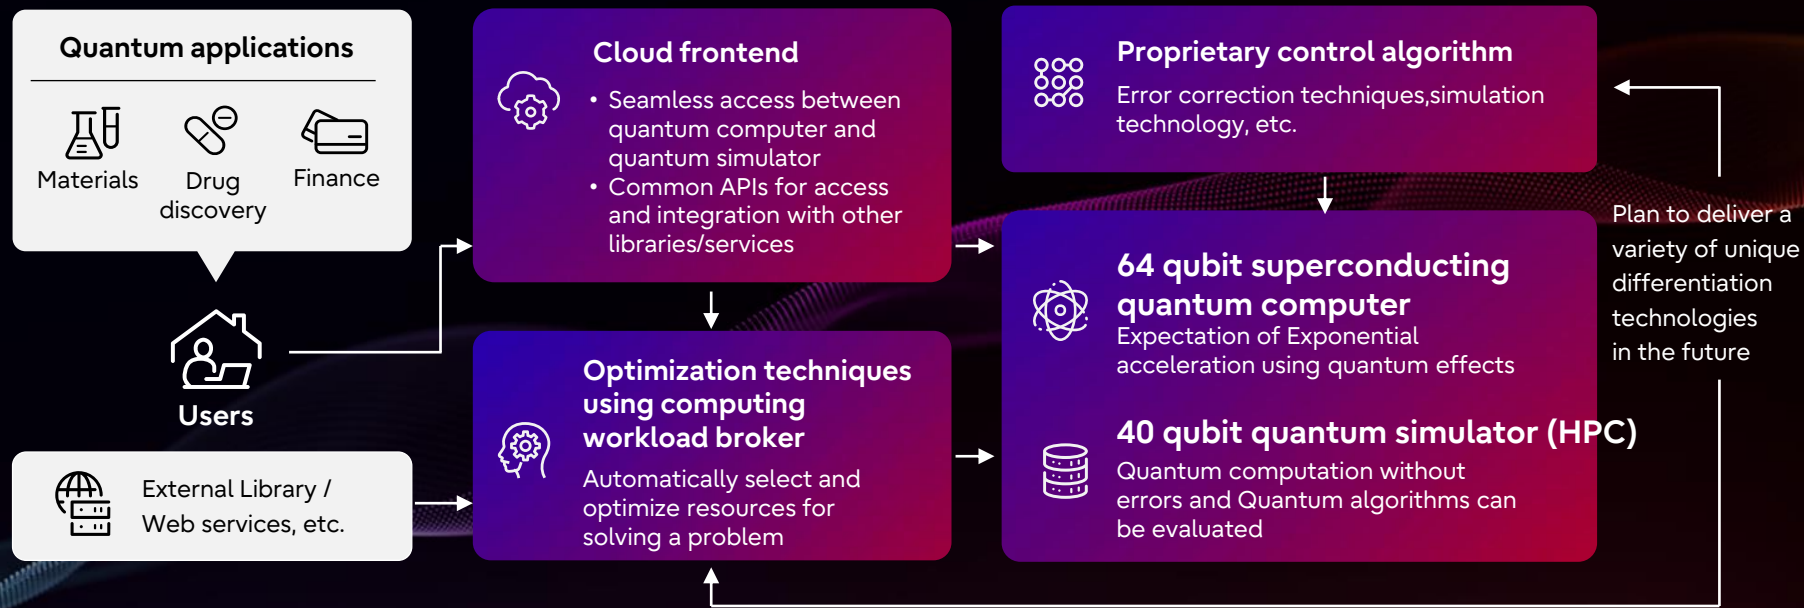 Quantum applications
Materials
Drug
discovery
Finance
Users
External Library /
Web services, etc.
Cloud frontend
• Seamless access between
quantum computer and
quantum simulator
• Common APIs for access
and integration with other
libraries/services
Optimization techniques
using computing
workload broker
Automatically select and
optimize resources for
solving a problem
Proprietary control algorithm
Error correction techniques,simulation
technology, etc.
64 qubit superconducting
quantum computer
Expectation of Exponential
acceleration using quantum effects
40 qubit quantum simulator (HPC)
Quantum computation without
errors and Quantum algorithms can
be evaluated
Plan to deliver a
variety of unique
differentiation
technologies
in the future